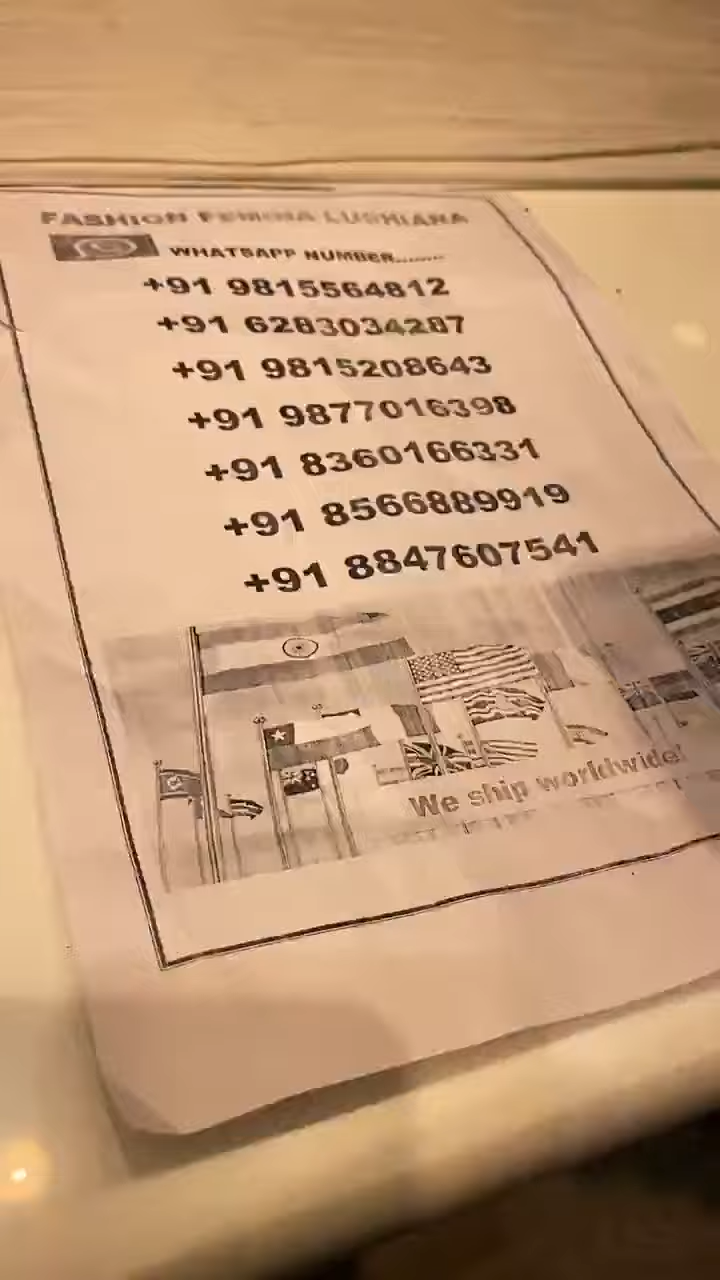 FASHION FEMINA LUDHIANA
WHATSAPP NUMBER........
+91 9815564812
+91 6283034287
+91 9815208643
+91 9877016398
+91 8360166331
+91 8566889919
+91 8847607541
We ship worldwide!